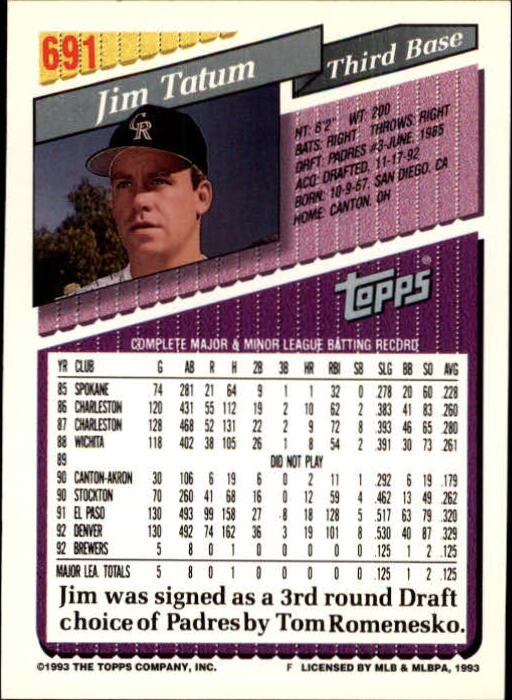 691
Jim Tatum
Third Base
HT: 6'2" WT: 200
BATS: RIGHT THROWS: RIGHT
DRFT: PADRES #3-JUNE, 1985
ACQ: DRAFTED, 11-17-92
BORN: 10-9-67, SAN DIEGO, CA
HOME: CANTON, OH
CR
topps®
COMPLETE MAJOR & MINOR LEAGUE BATTING RECORD
YR CLUB G AB R H 2B 3B HR RBI SB SLG BB SO AVG
85 SPOKANE 74 281 21 64 9 1 1 32 0 .278 20 60 .228
86 CHARLESTON 120 431 55 112 19 2 10 62 2 .383 41 83 .260
87 CHARLESTON 128 468 52 131 22 2 9 72 8 .393 46 65 .280
88 WICHITA 118 402 38 105 26 1 8 54 2 .391 30 73 .261
89 DID NOT PLAY
90 CANTON-AKRON 30 106 6 19 6 0 2 11 1 .292 6 19 .179
90 STOCKTON 70 260 41 68 16 0 12 59 4 .462 13 49 .262
91 EL PASO 130 493 99 158 27 8 18 128 5 .517 63 79 .320
92 DENVER 130 492 74 162 36 3 19 101 8 .530 40 87 .329
92 BREWERS 5 8 0 1 0 0 0 0 0 .125 1 2 .125
MAJOR LEA. TOTALS 5 8 0 1 0 0 0 0 0 .125 1 2 .125
Jim was signed as a 3rd round Draft
choice of Padres by Tom Romenesko.
©1993 THE TOPPS COMPANY, INC. F LICENSED BY MLB & MLBPA, 1993